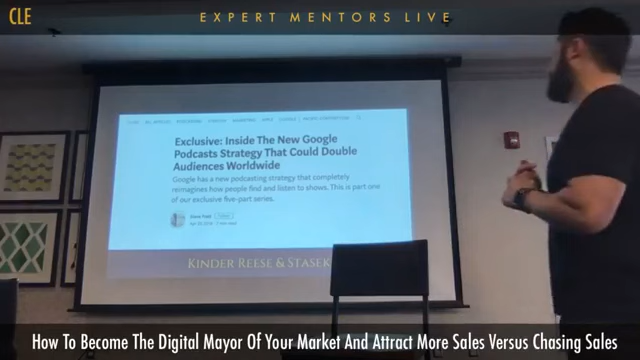 CLE
EXPERT MENTORS LIVE
Exclusive: Inside The New Google
Podcasts Strategy That Could Double
Audiences Worldwide
Google has a new podcasting strategy that completely
reimagines how people find and listen to shows. This is part one
of our exclusive five-part series.
KINDER REESE & STASEK
How To Become The Digital Mayor Of Your Market And Attract More Sales Versus Chasing Sales